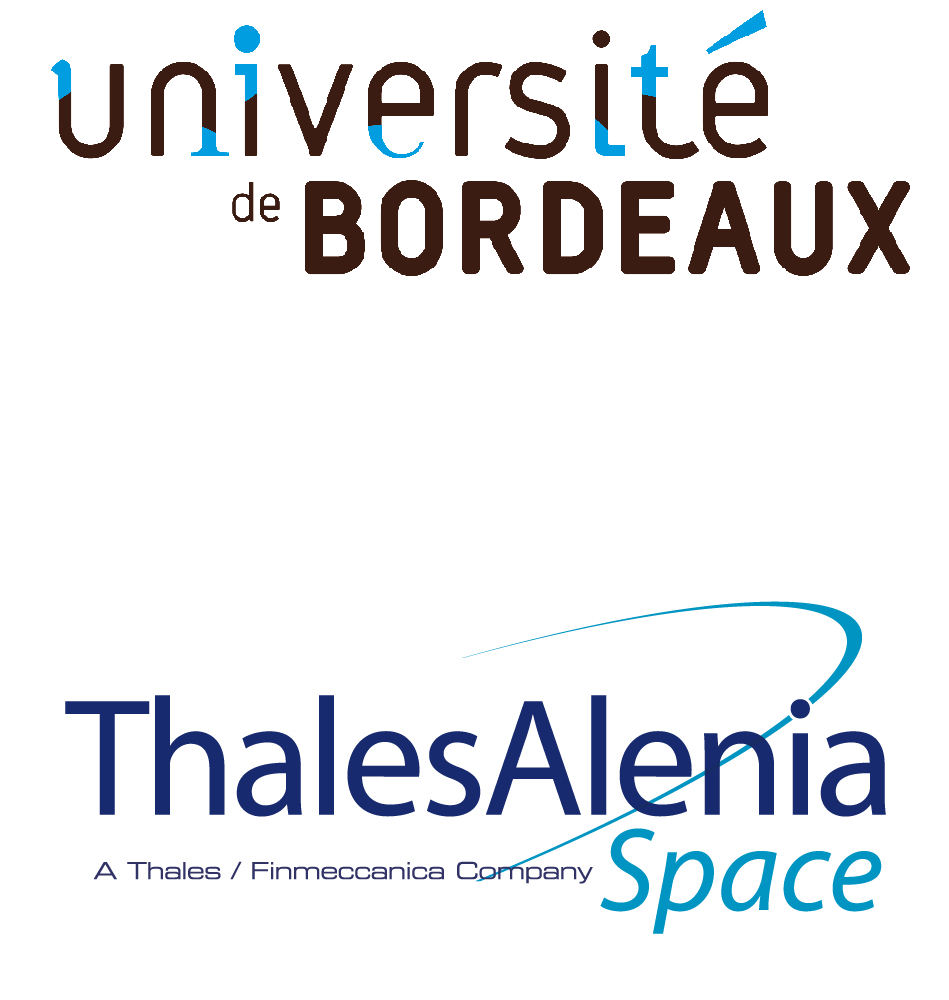 université
de BORDEAUX
ThalesAlenia
Space
A Thales / Finmeccanica Company